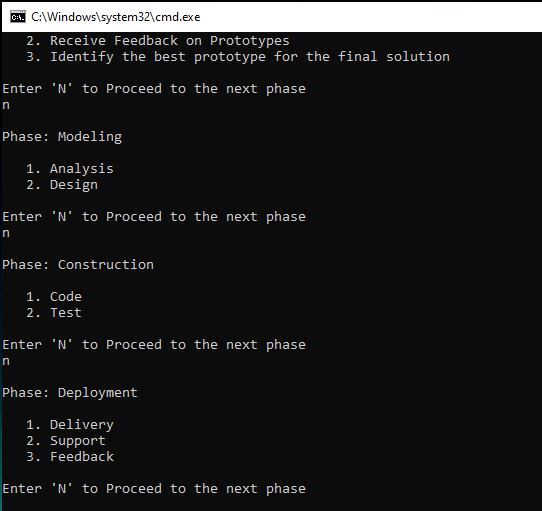 C:\Windows\system32\cmd.exe
2. Receive Feedback on Prototypes
3. Identify the best prototype for the final solution
Enter 'N' to Proceed to the next phase
n
Phase: Modeling
1. Analysis
2. Design
Enter 'N' to Proceed to the next phase
n
Phase: Construction
1. Code
2. Test
Enter 'N' to Proceed to the next phase
n
Phase: Deployment
1. Delivery
2. Support
3. Feedback
Enter 'N' to Proceed to the next phase